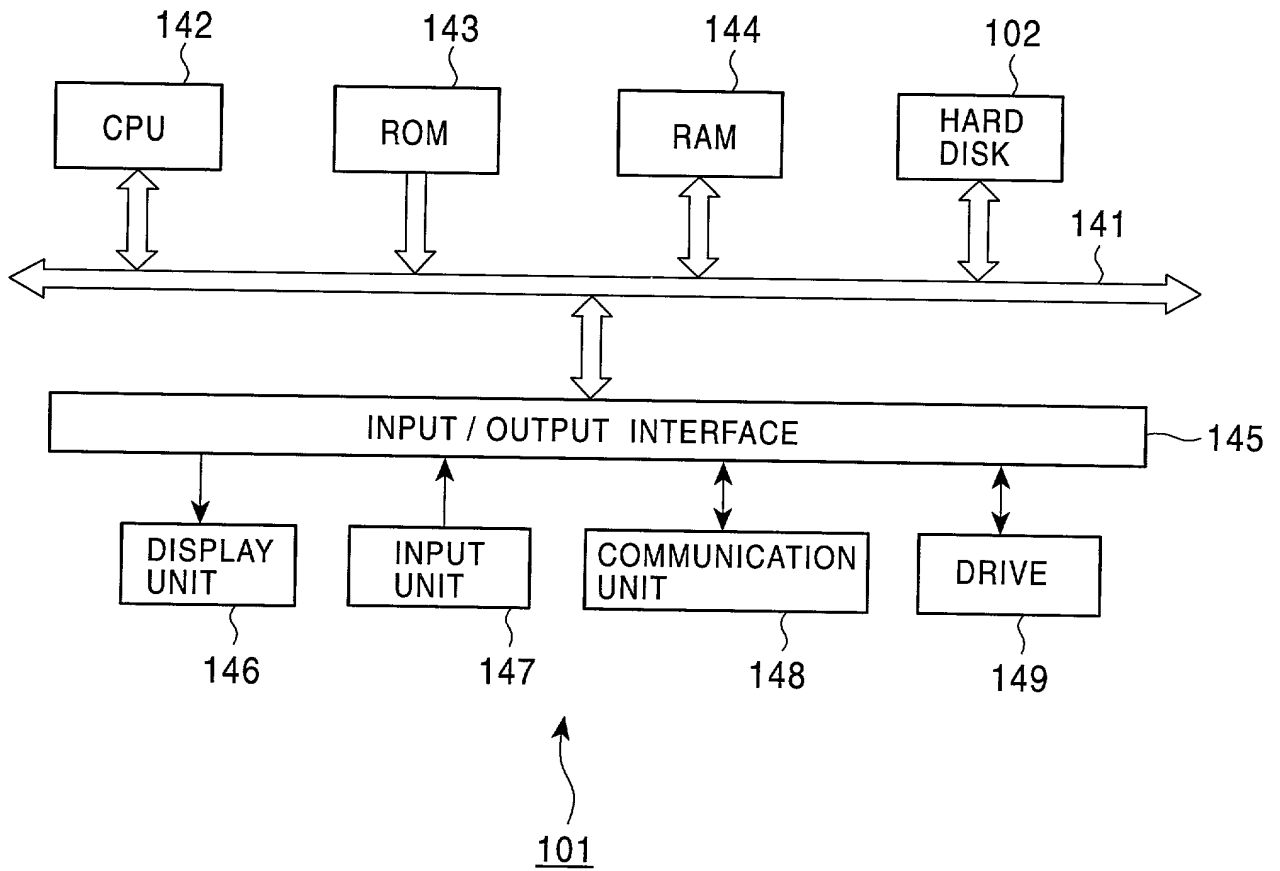 142
143
144
102
CPU
ROM
RAM
HARD
DISK
141
INPUT / OUTPUT INTERFACE
145
DISPLAY
UNIT
INPUT
UNIT
COMMUNICATION
UNIT
DRIVE
146
147
148
149
101